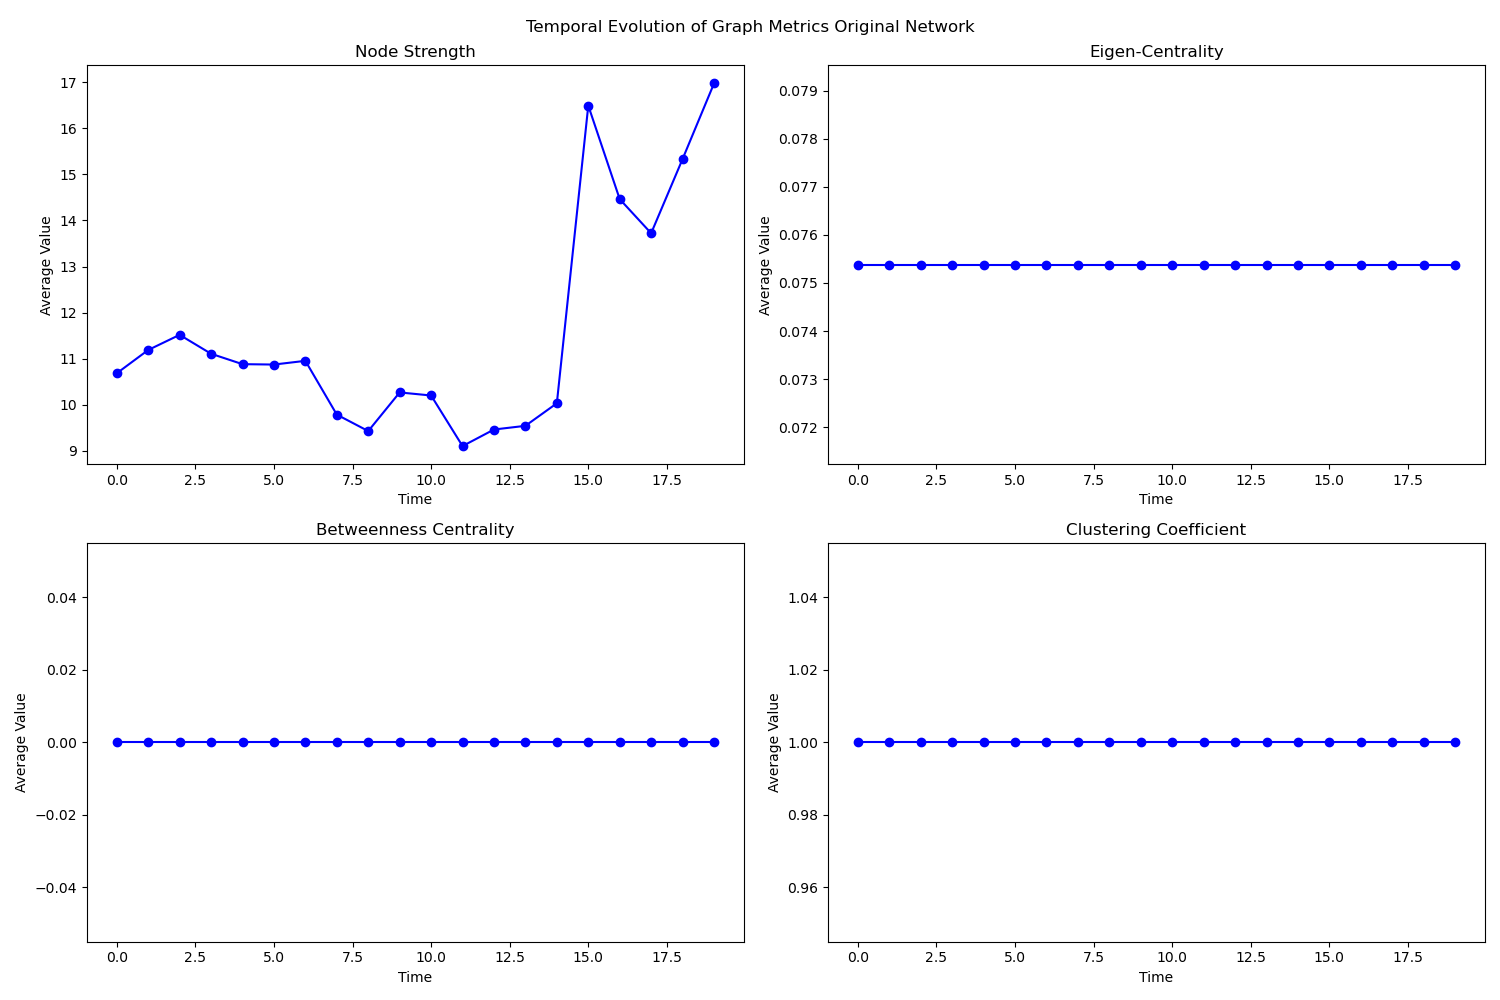 Temporal Evolution of Graph Metrics Original Network
Node Strength
17
16
15
14
13
12
11
10
9
Average Value
0.0 2.5 5.0 7.5 10.0 12.5 15.0 17.5
Time
Eigen-Centrality
0.079
0.078
0.077
0.076
0.075
0.074
0.073
0.072
Average Value
0.0 2.5 5.0 7.5 10.0 12.5 15.0 17.5
Time
Betweenness Centrality
0.04
0.02
0.00
−0.02
−0.04
Average Value
0.0 2.5 5.0 7.5 10.0 12.5 15.0 17.5
Time
Clustering Coefficient
1.04
1.02
1.00
0.98
0.96
Average Value
0.0 2.5 5.0 7.5 10.0 12.5 15.0 17.5
Time